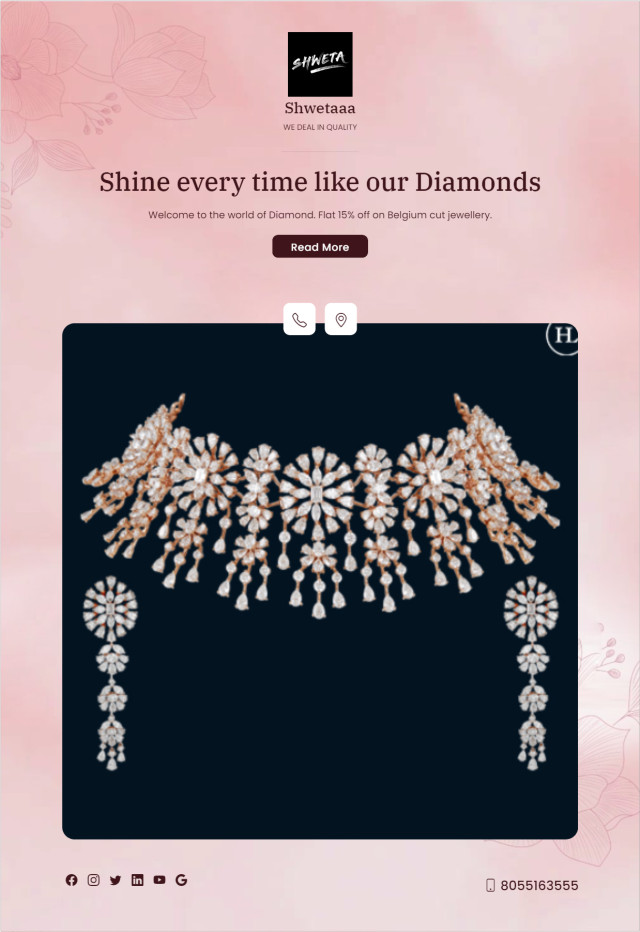 SHWETA
Shwetaaa
WE DEAL IN QUALITY
Shine every time like our Diamonds
Welcome to the world of Diamond. Flat 15% off on Belgium cut jewellery.
Read More
H
8055163555